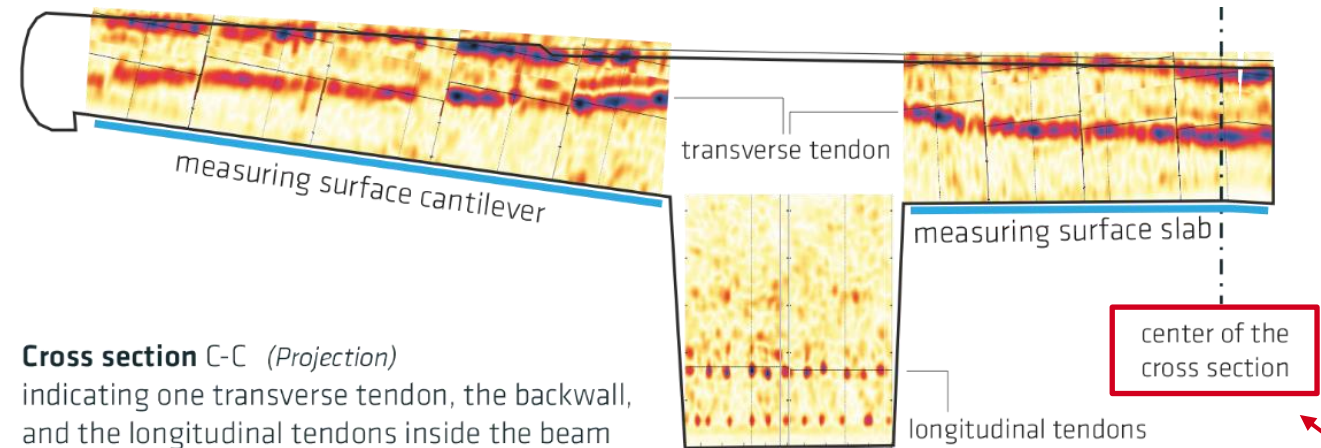 transverse tendon
measuring surface cantilever
measuring surface slab
center of the
cross section
Cross section C-C (Projection)
indicating one transverse tendon, the backwall,
and the longitudinal tendons inside the beam
longitudinal tendons